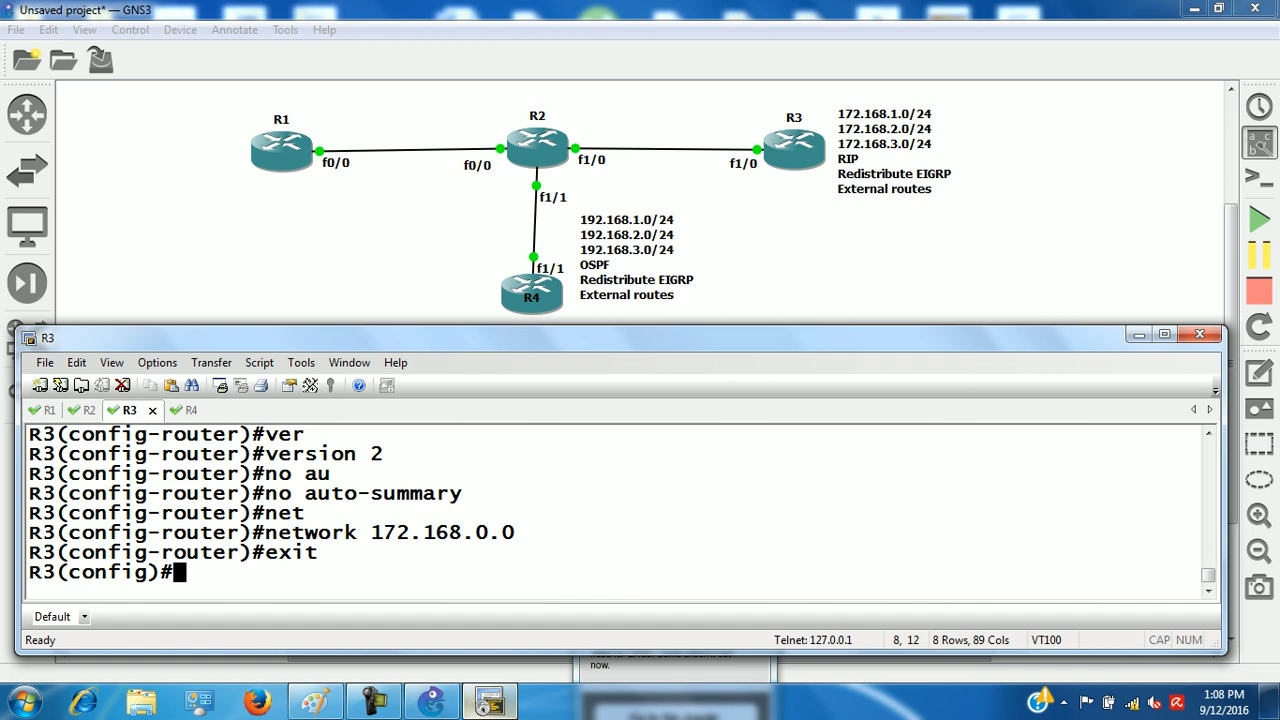 Unsaved project* — GNS3
File Edit View Control Device Annotate Tools Help
R1
R2
R3
f0/0
f0/0
f1/0
f1/0
172.168.1.0/24
172.168.2.0/24
172.168.3.0/24
RIP
Redistribute EIGRP
External routes
f1/1
192.168.1.0/24
192.168.2.0/24
192.168.3.0/24
OSPF
Redistribute EIGRP
External routes
f1/1
R4
R3
File Edit View Options Transfer Script Tools Window Help
R1 R2 R3 R4
R3(config-router)#ver
R3(config-router)#version 2
R3(config-router)#no au
R3(config-router)#no auto-summary
R3(config-router)#net
R3(config-router)#network 172.168.0.0
R3(config-router)#exit
R3(config)#
Default
Ready Telnet: 127.0.0.1 8, 12 8 Rows, 89 Cols VT100 CAP NUM
now.
1:08 PM
9/12/2016